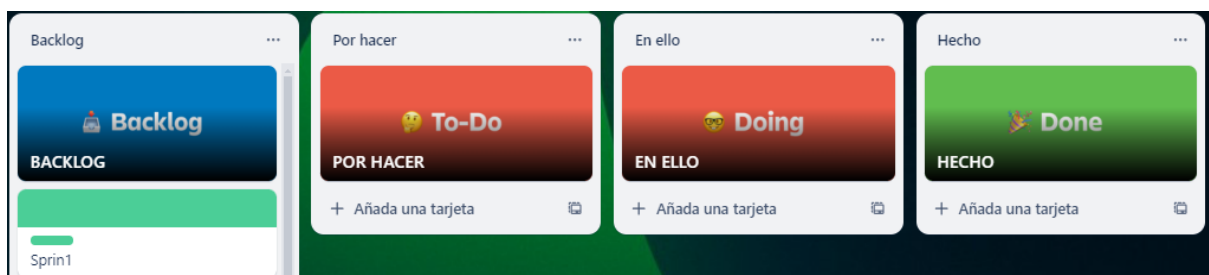 Backlog
Backlog
BACKLOG
Sprin1
Por hacer
To-Do
POR HACER
Añada una tarjeta
En ello
Doing
EN ELLO
Añada una tarjeta
Hecho
Done
HECHO
Añada una tarjeta